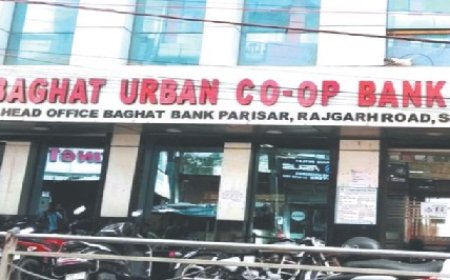 BAGHAT URBAN CO-OP BANK
HEAD OFFICE BAGHAT BANK PARISAR, RAJGARH ROAD, S